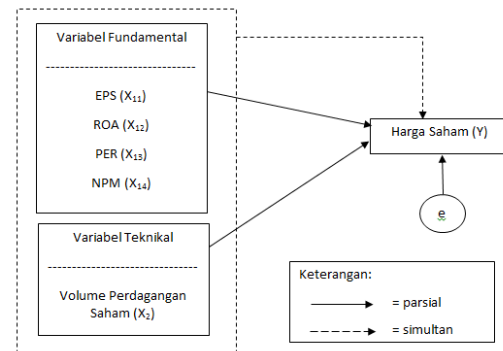 Variabel Fundamental
EPS (X₁₁)
ROA (X₁₂)
PER (X₁₃)
NPM (X₁₄)
Variabel Teknikal
Volume Perdagangan
Saham (X₂)
Harga Saham (Y)
e
Keterangan:
= parsial
= simultan